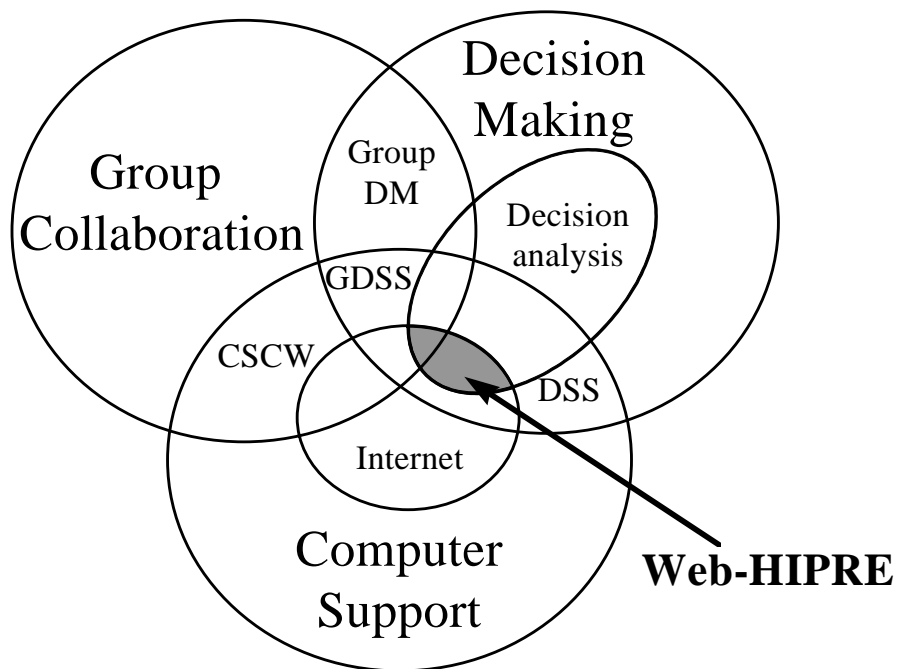 Decision
Making
Group
Collaboration
Group
DM
Decision
analysis
GDSS
CSCW
DSS
Internet
Computer
Support
Web-HIPRE